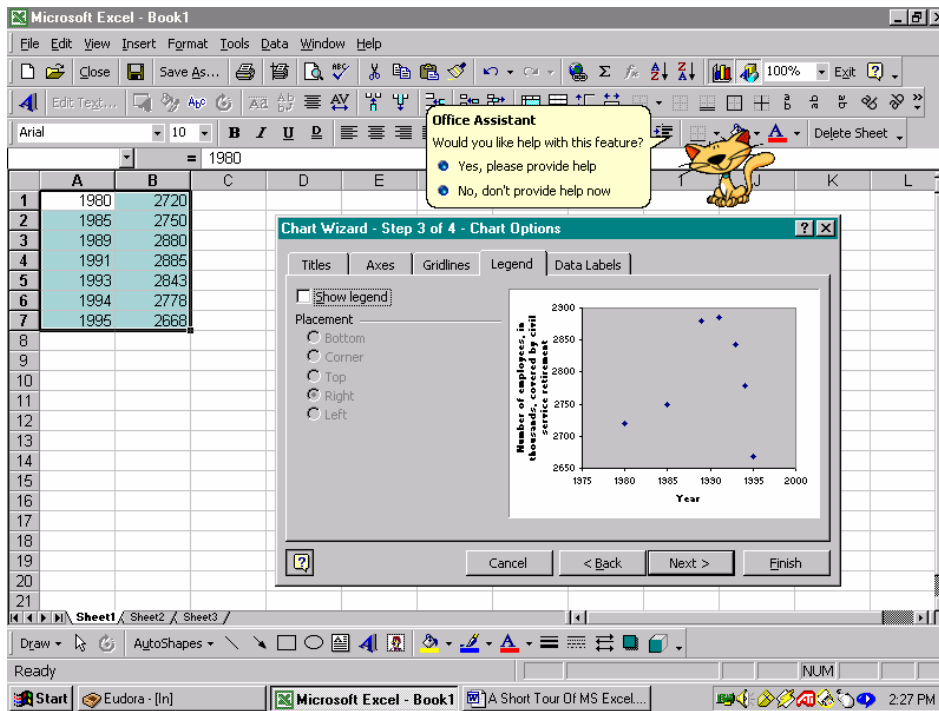 Microsoft Excel - Book1
File Edit View Insert Format Tools Data Window Help
Close Save As... 100% Exit
Edit Text... Abc
Arial 10 B I U D Delete Sheet
= 1980
Office Assistant
Would you like help with this feature?
Yes, please provide help
No, don't provide help now
A B C D E I J K L
1 1980 2720
2 1985 2750
3 1989 2880
4 1991 2885
5 1993 2843
6 1994 2778
7 1995 2668
8
9
10
11
12
13
14
15
16
17
18
19
20
21
Chart Wizard - Step 3 of 4 - Chart Options
Titles Axes Gridlines Legend Data Labels
Show legend
Placement
Bottom
Corner
Top
Right
Left
Number of employees, in
thousands, covered by civil
service retirement
2900
2850
2800
2750
2700
2650
1975 1980 1985 1990 1995 2000
Year
Cancel < Back Next > Finish
Sheet1 Sheet2 Sheet3
Draw AutoShapes
Ready NUM
Start Eudora - [In] Microsoft Excel - Book1 A Short Tour Of MS Excel.... 2:27 PM